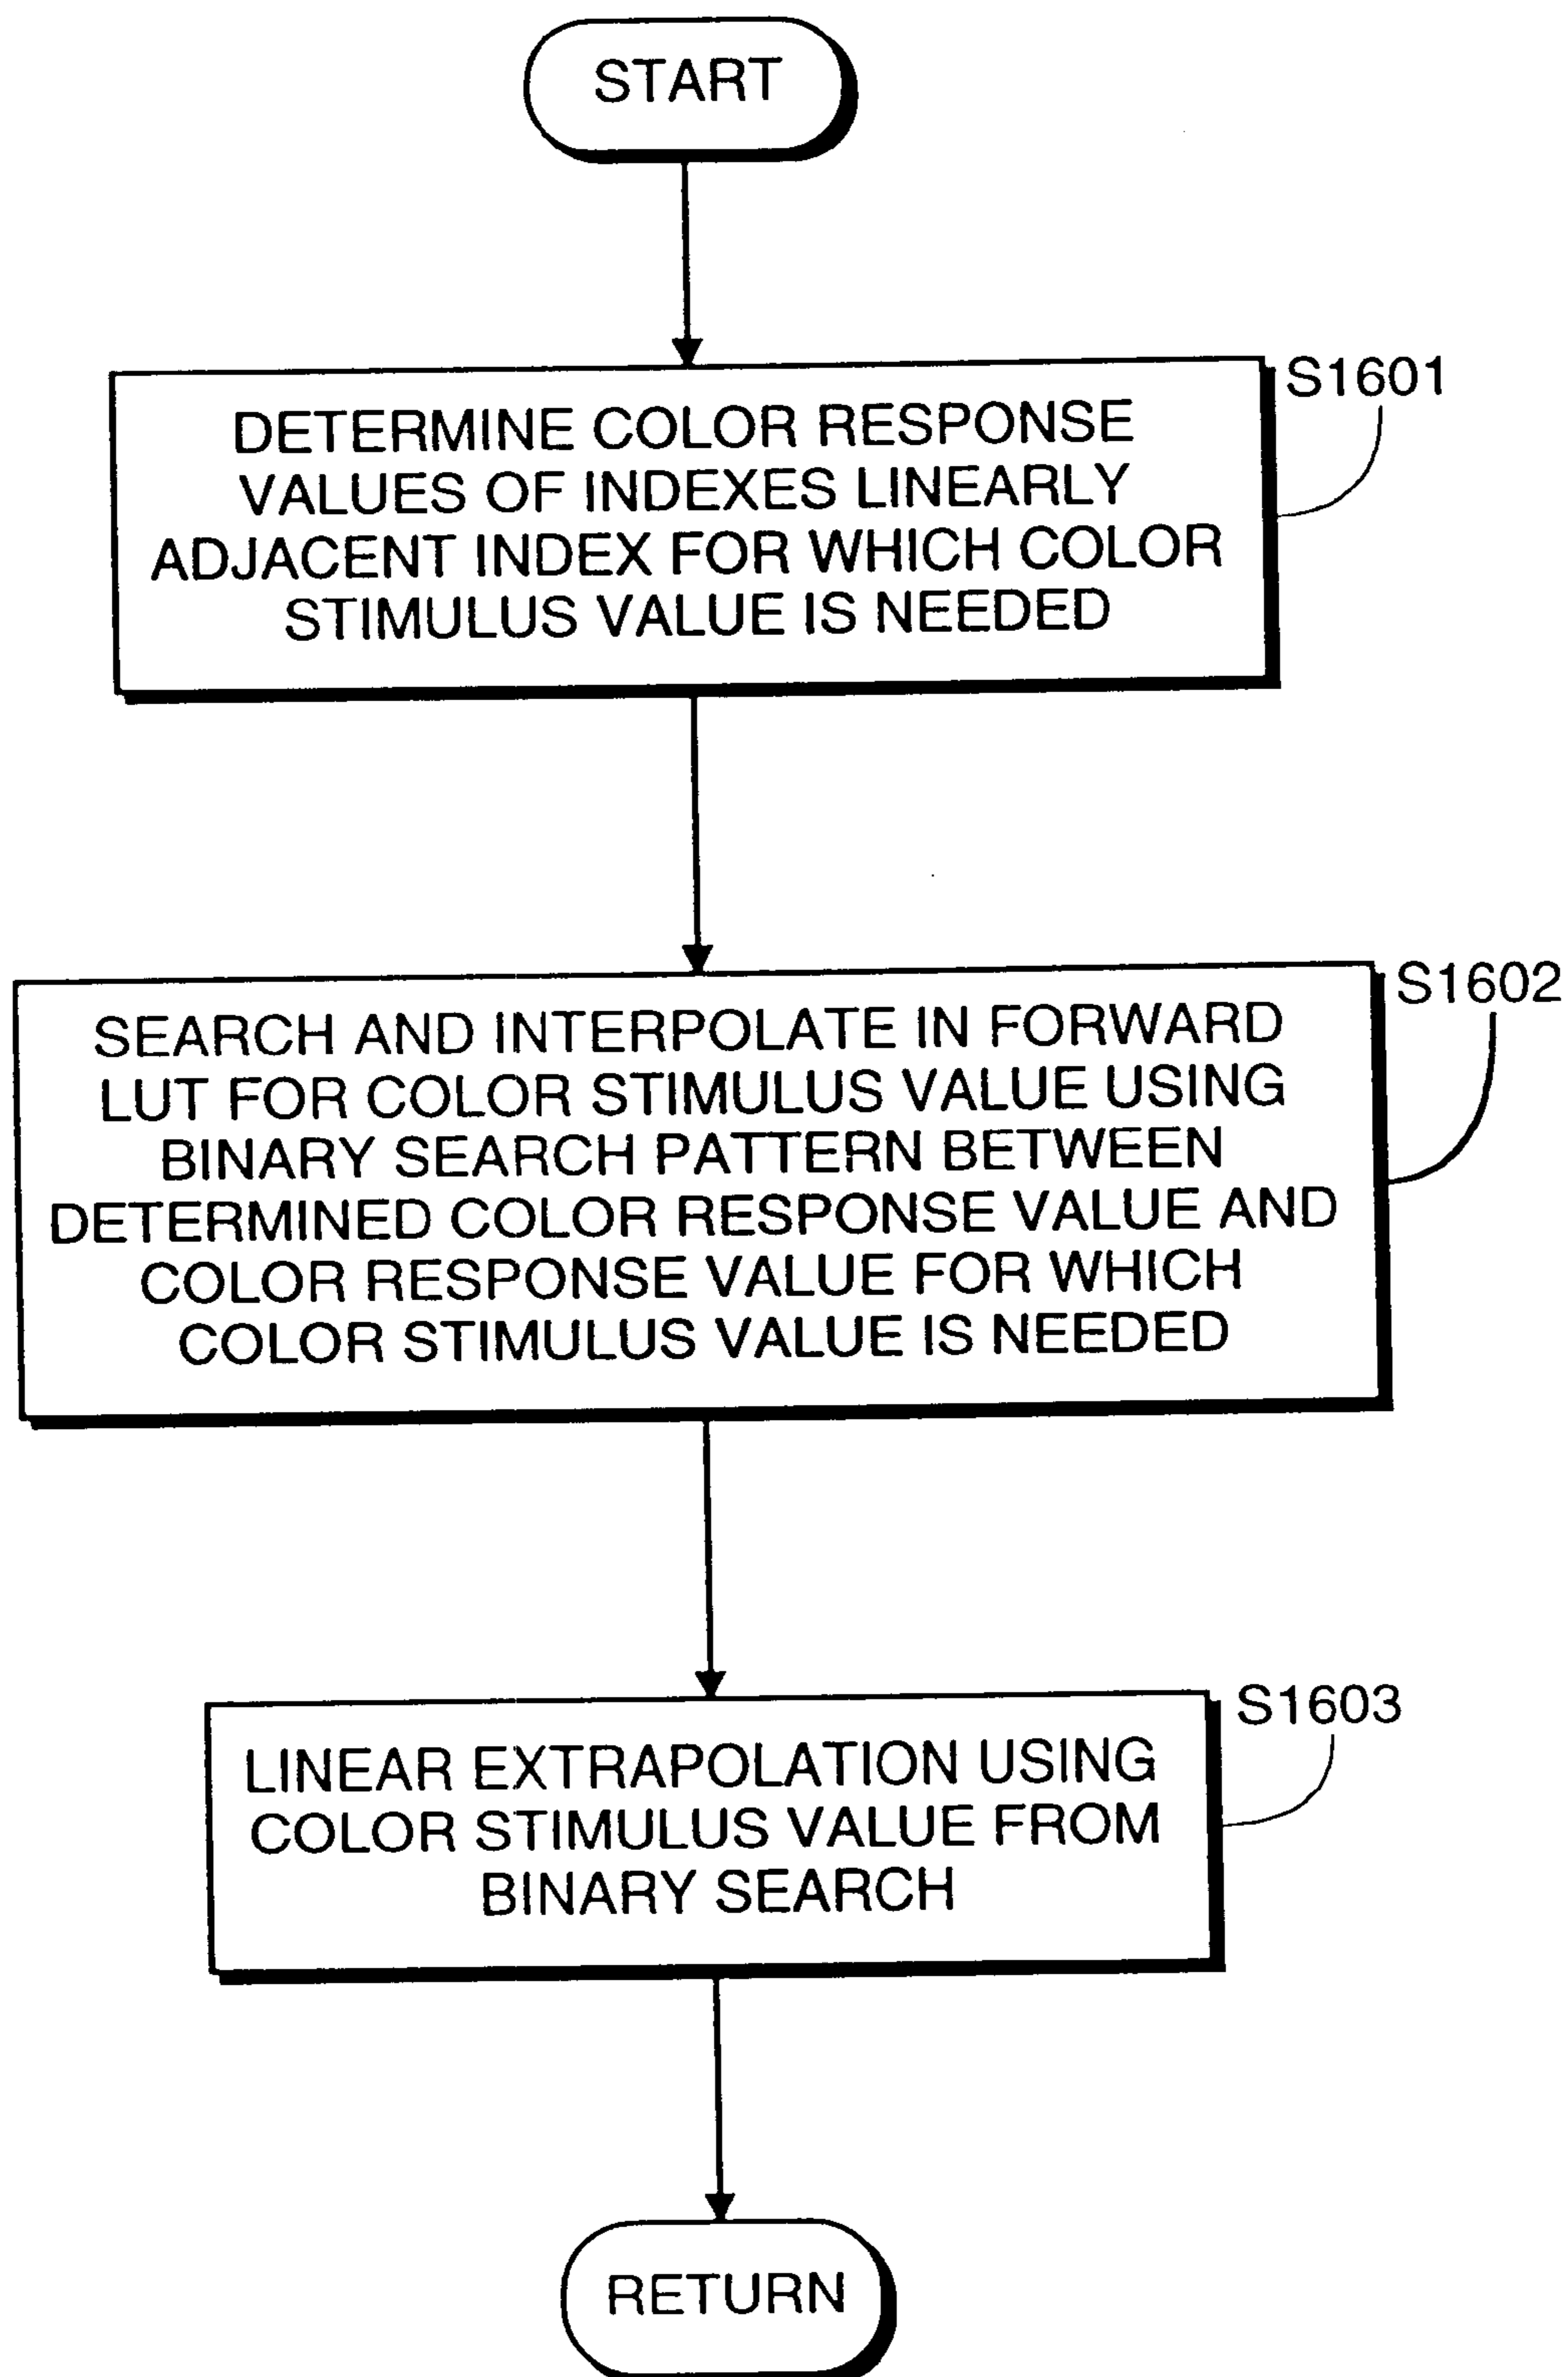 START
S1601
DETERMINE COLOR RESPONSE
VALUES OF INDEXES LINEARLY
ADJACENT INDEX FOR WHICH COLOR
STIMULUS VALUE IS NEEDED
S1602
SEARCH AND INTERPOLATE IN FORWARD
LUT FOR COLOR STIMULUS VALUE USING
BINARY SEARCH PATTERN BETWEEN
DETERMINED COLOR RESPONSE VALUE AND
COLOR RESPONSE VALUE FOR WHICH
COLOR STIMULUS VALUE IS NEEDED
S1603
LINEAR EXTRAPOLATION USING
COLOR STIMULUS VALUE FROM
BINARY SEARCH
RETURN